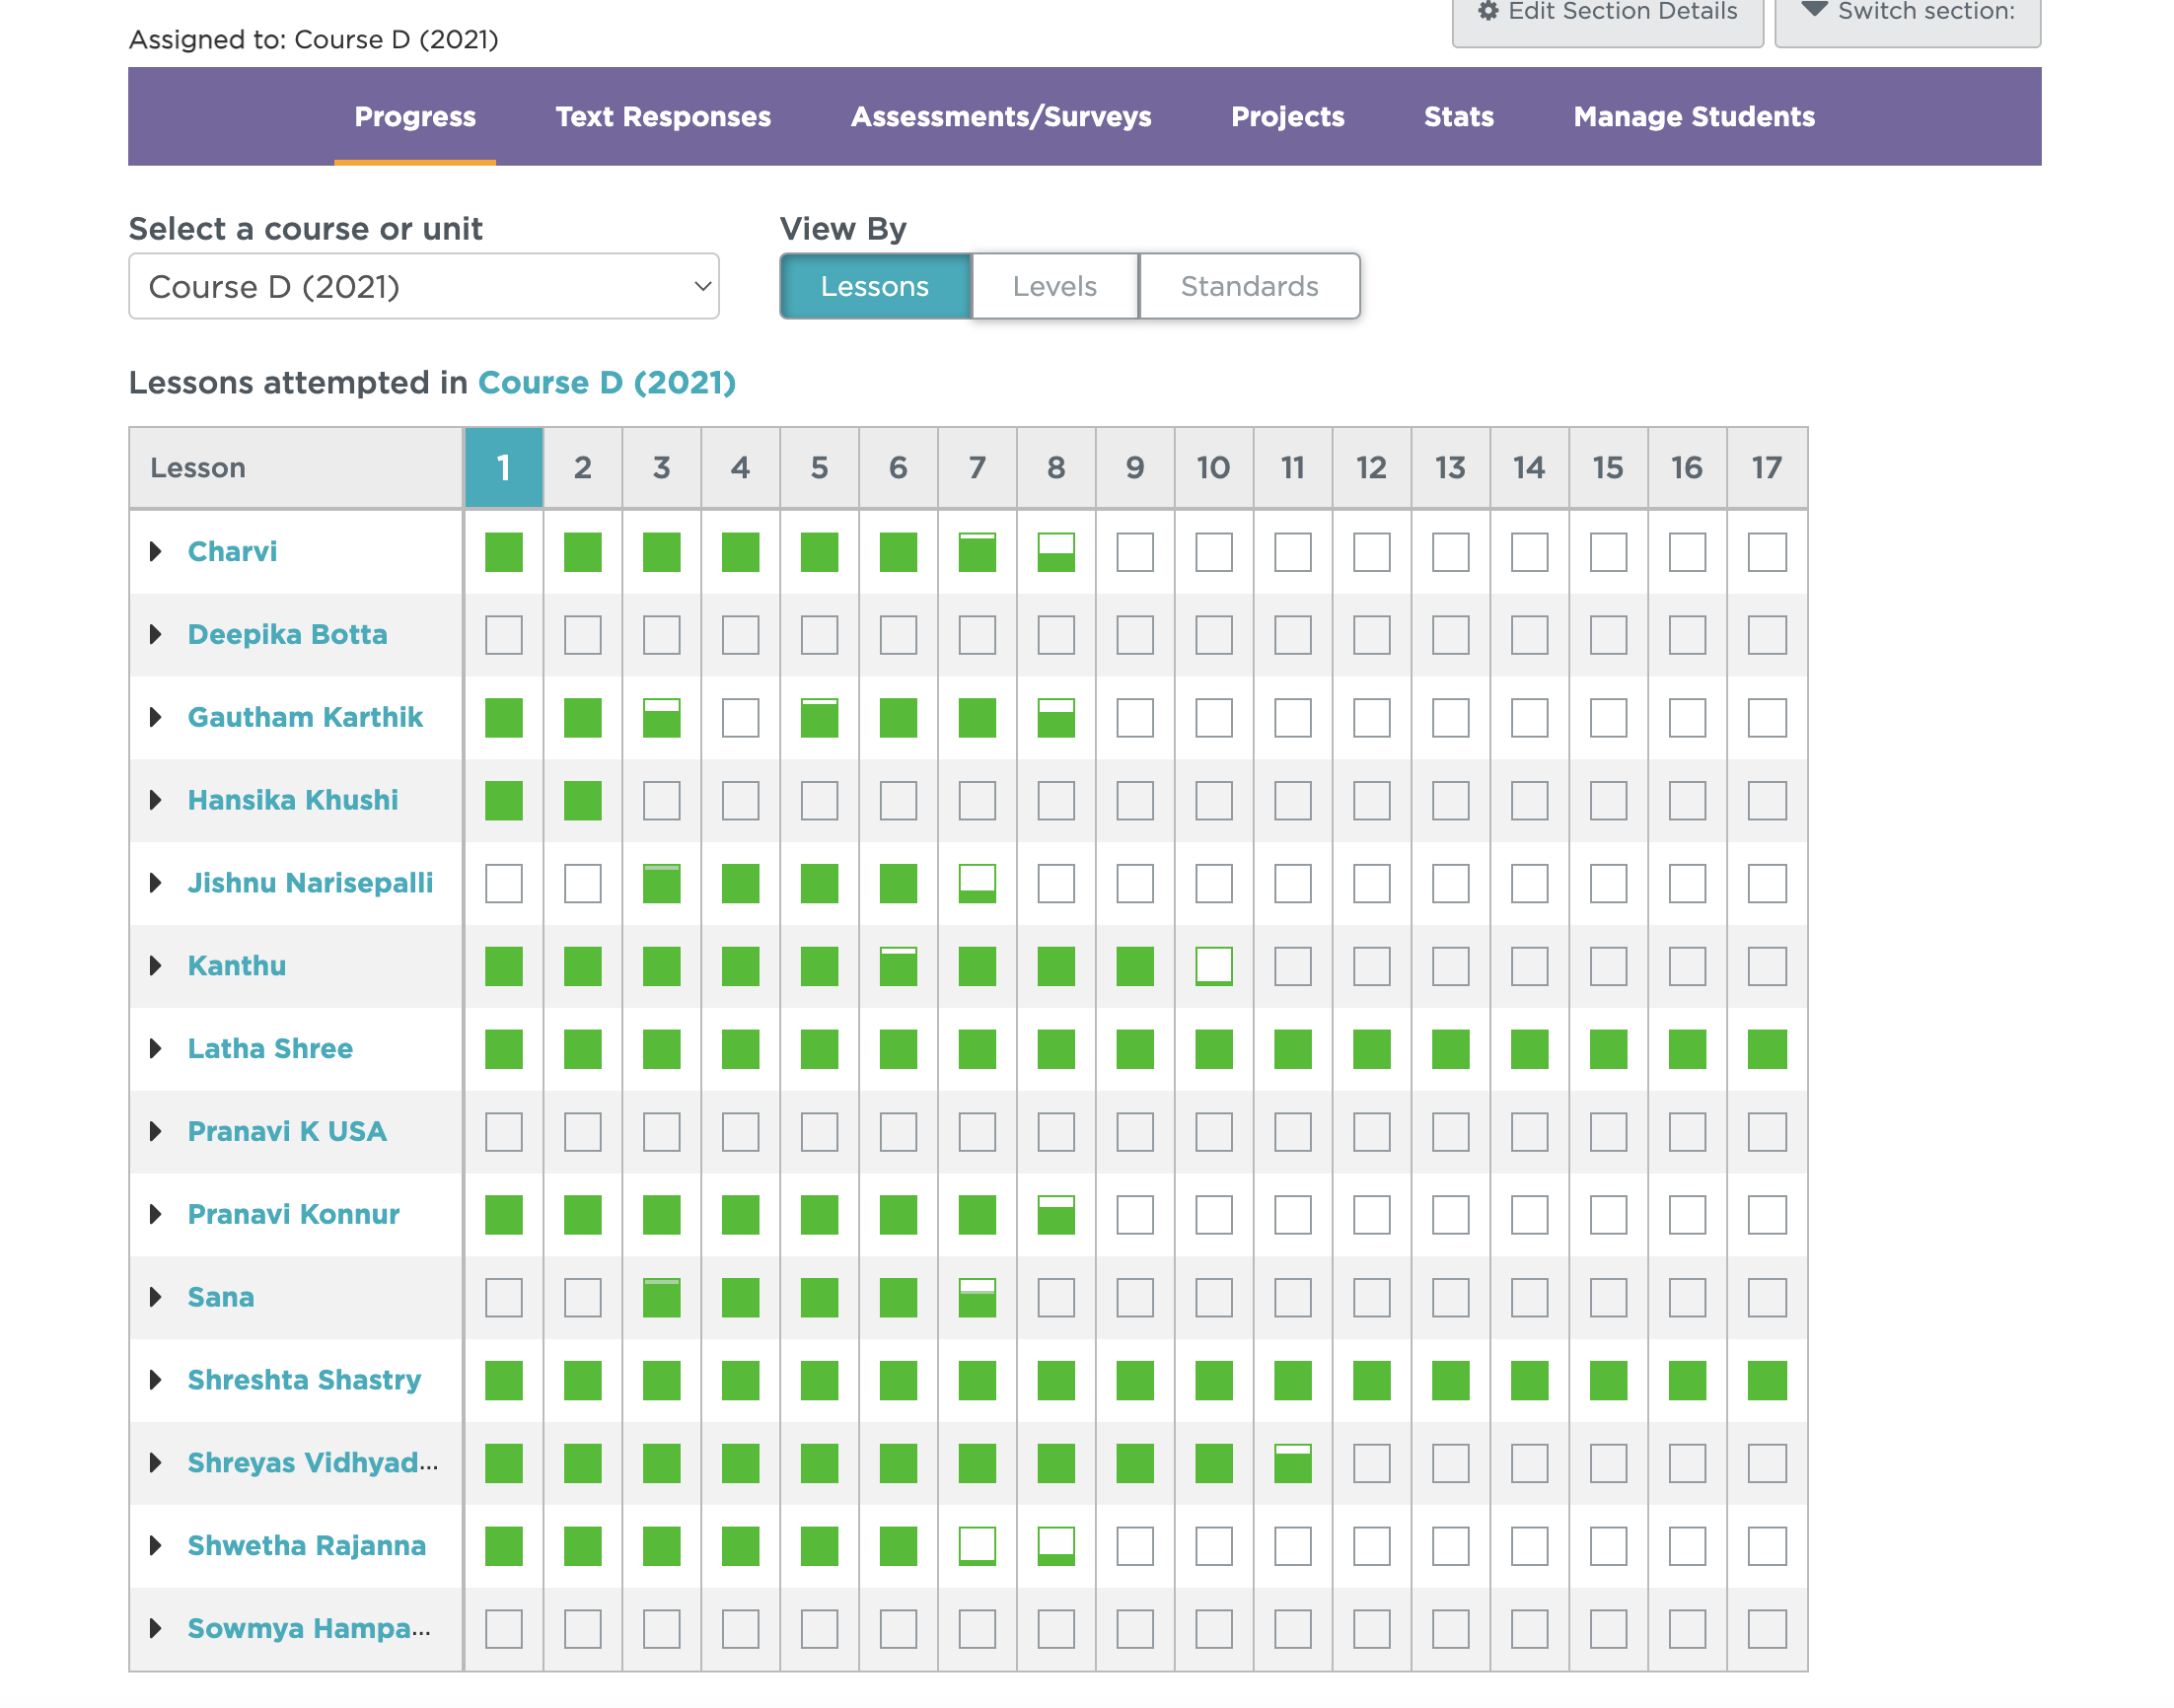 Assigned to: Course D (2021)
Edit Section Details
Switch section:
Progress Text Responses Assessments/Surveys Projects Stats Manage Students
Select a course or unit
View By
Course D (2021)
Lessons Levels Standards
Lessons attempted in Course D (2021)
Lesson 1 2 3 4 5 6 7 8 9 10 11 12 13 14 15 16 17
Charvi
Deepika Botta
Gautham Karthik
Hansika Khushi
Jishnu Narisepalli
Kanthu
Latha Shree
Pranavi K USA
Pranavi Konnur
Sana
Shreshta Shastry
Shreyas Vidhyad...
Shwetha Rajanna
Sowmya Hampa...